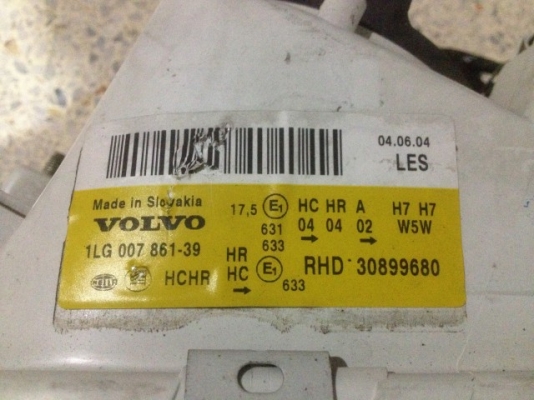 04.06.04
LES
Made in Slovakia
VOLVO
1LG 007 861-39
HELLA
HCHR
17,5 E1 HC HR A H7 H7
631 04 04 02 W5W
633
HR
HC E1 633
RHD 30899680